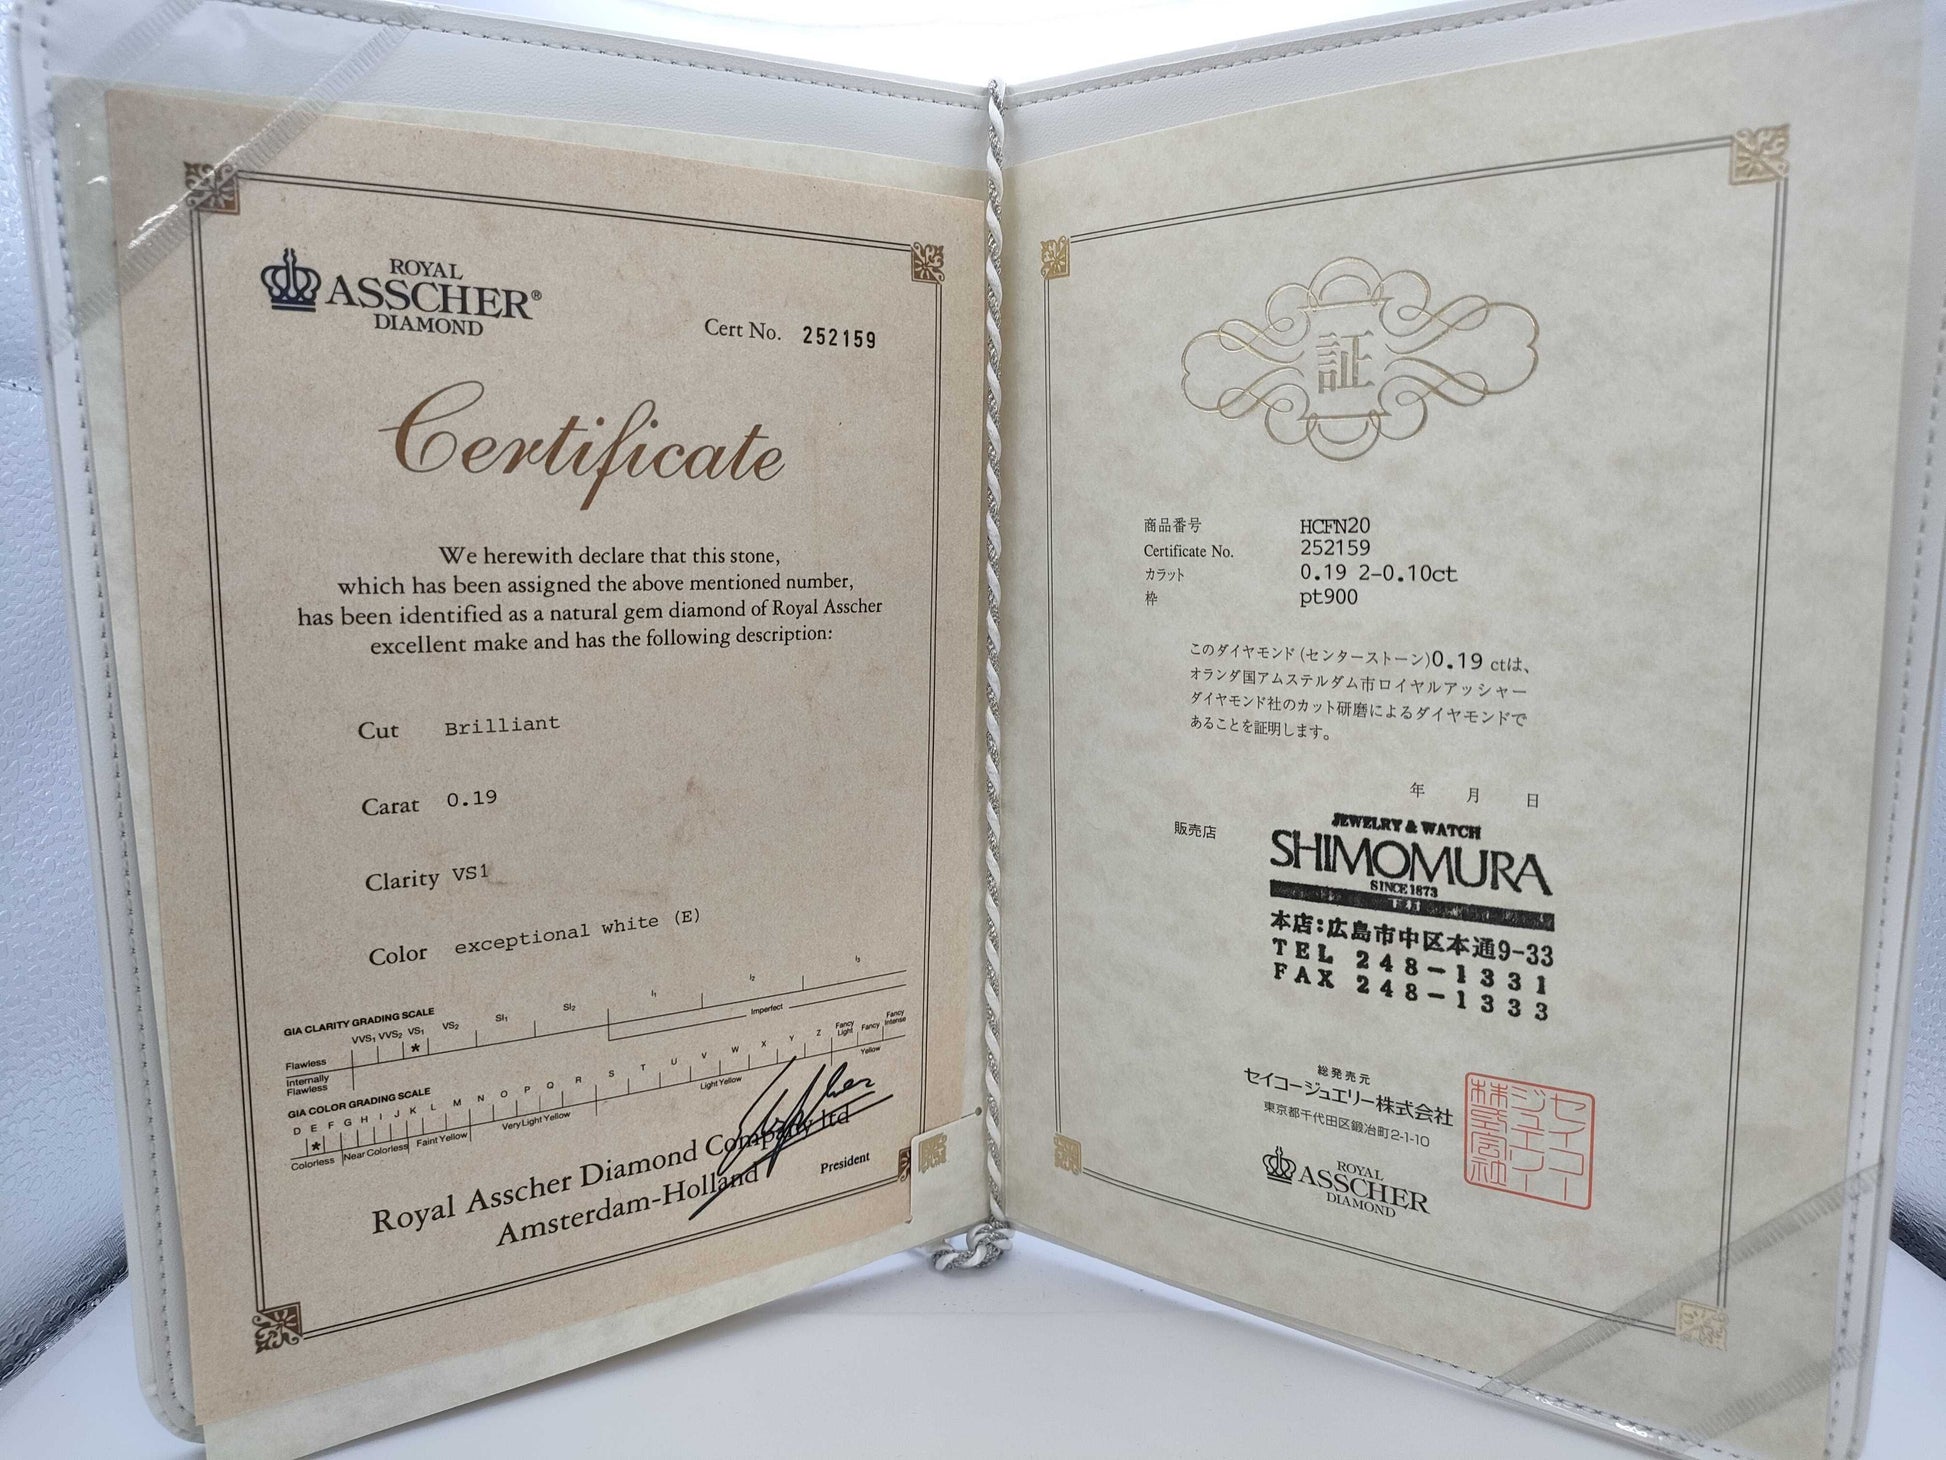 ROYAL
ASSCHER®
DIAMOND
Cert No. 252159
Certificate
We herewith declare that this stone,
which has been assigned the above mentioned number,
has been identified as a natural gem diamond of Royal Asscher
excellent make and has the following description:
Cut Brilliant
Carat 0.19
Clarity VS1
Color exceptional white (E)
GIA CLARITY GRADING SCALE
Flawless
Internally
Flawless
VVS1 VVS2 VS1 VS2 SI1 SI2 I1 I2 I3
*
Imperfect
GIA COLOR GRADING SCALE
D E F G H I J K L M N O P Q R S T U V W X Y Z Fancy Light Fancy Fancy Intense
*
Colorless Near Colorless Faint Yellow Very Light Yellow Light Yellow Yellow
Royal Asscher Diamond Company ltd
Amsterdam-Holland
President
証
商品番号 HCFN20
Certificate No. 252159
カラット 0.19 2-0.10ct
枠 pt900
このダイヤモンド(センターストーン)0.19 ctは、
オランダ国アムステルダム市ロイヤルアッシャー
ダイヤモンド社のカット研磨によるダイヤモンドで
あることを証明します。
年 月 日
販売店
JEWELRY & WATCH
SHIMOMURA
SINCE 1873
本店:広島市中区本通9-33
TEL 248-1331
FAX 248-1333
総発売元
セイコージュエリー株式会社
東京都千代田区鍛冶町2-1-10
セイコー
ジュエリー
株式会社
ROYAL
ASSCHER
DIAMOND